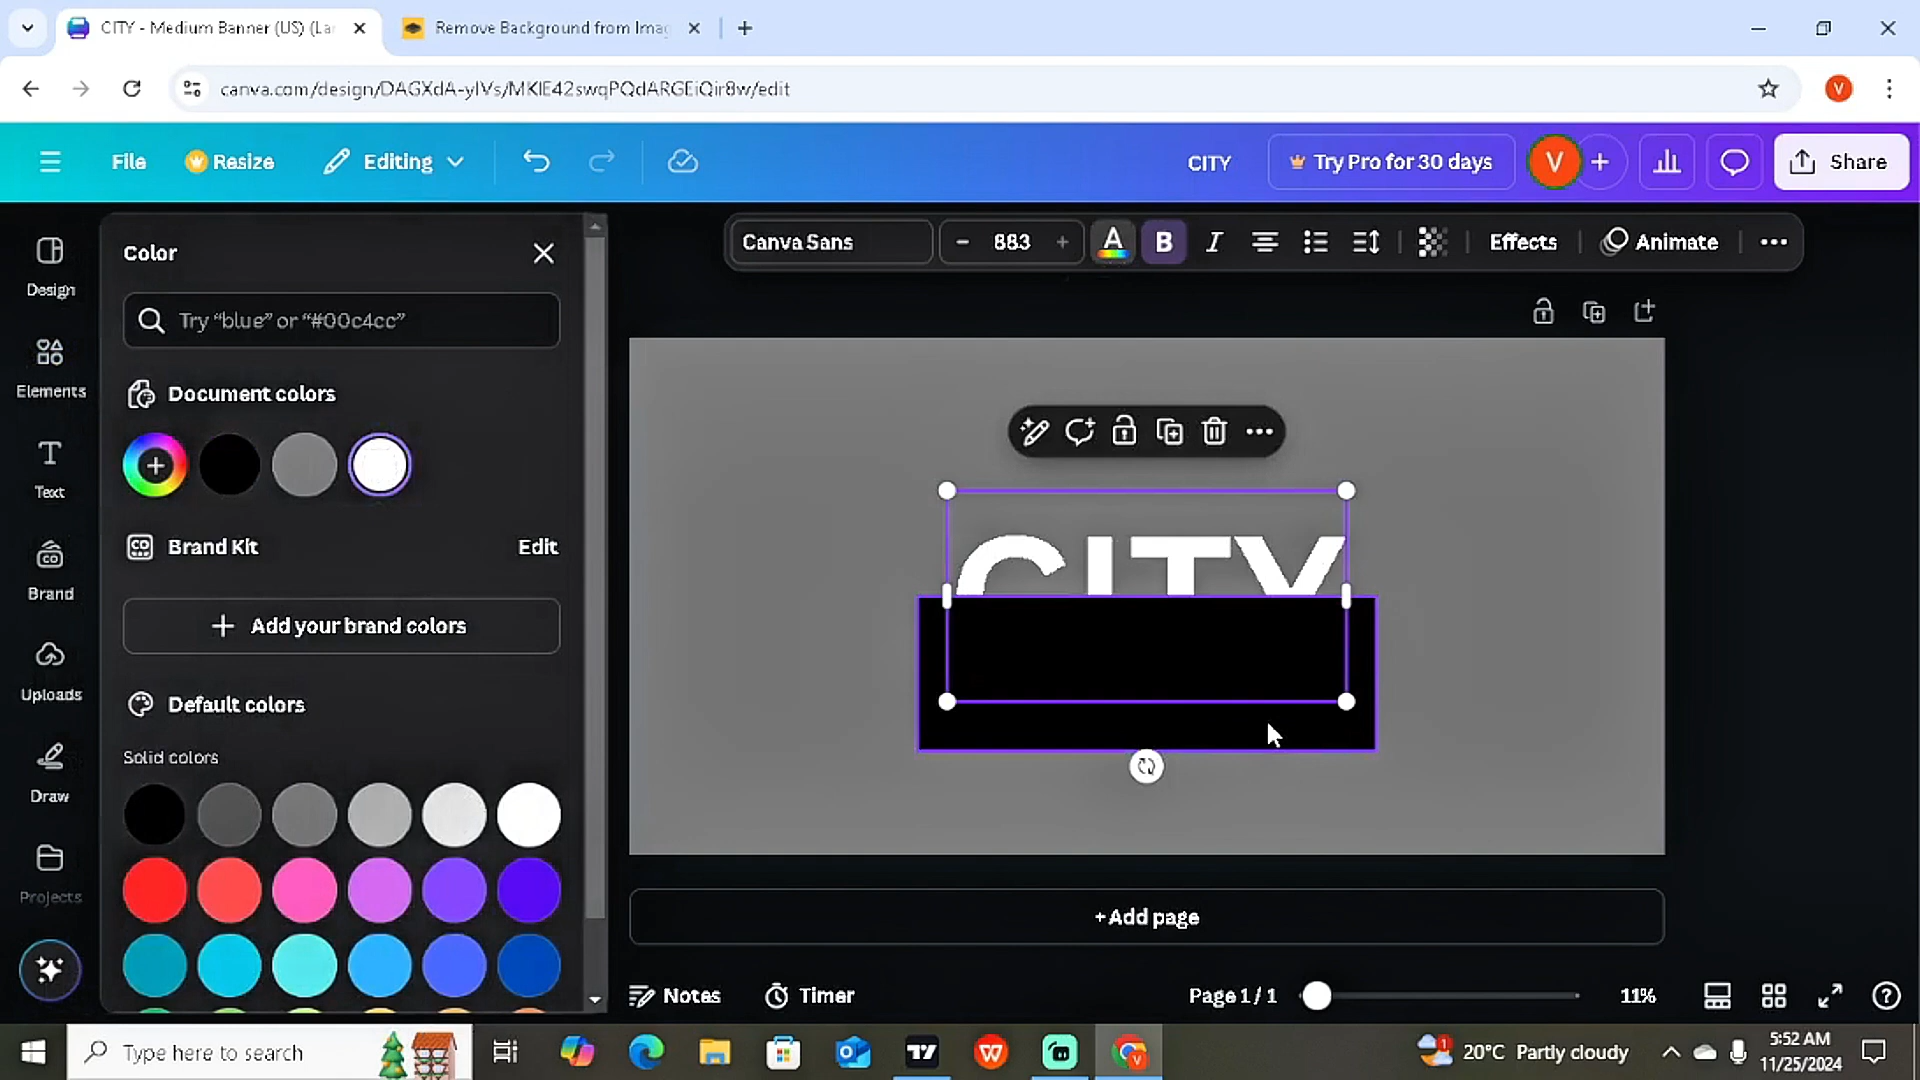 CITY - Medium Banner (US) (La
Remove Background from Imag
canva.com/design/DAGXdA-yIVs/MKIE42swqPQdARGEiQir8w/edit
V
File
Resize
Editing
CITY
Try Pro for 30 days
V
+
Share
Canva Sans
– 883 +
A
B
I
Effects
Animate
Design
Elements
Text
Brand
Uploads
Draw
Projects
Color
Try “blue” or “#00c4cc”
Document colors
Brand Kit
Edit
+ Add your brand colors
Default colors
Solid colors
CITY
+ Add page
Notes
Timer
Page 1 / 1
11%
Type here to search
20°C Partly cloudy
5:52 AM
11/25/2024